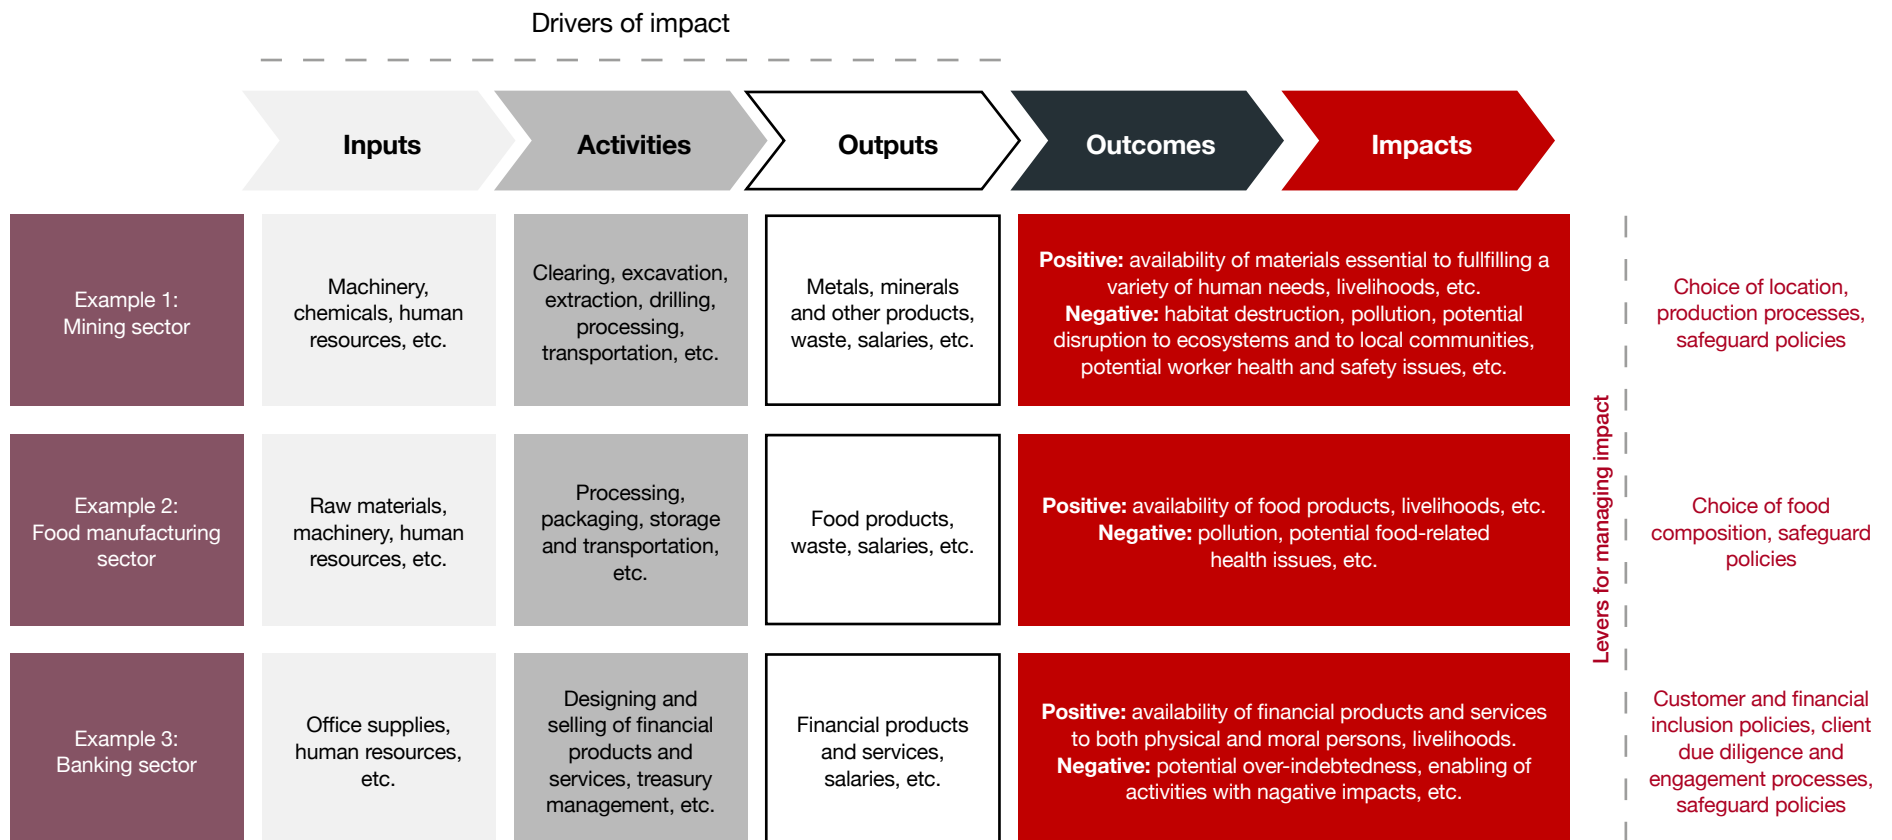 Drivers of impact
Inputs
Activities
Outputs
Outcomes
Impacts
Example 1:
Mining sector
Machinery,
chemicals, human
resources, etc.
Clearing, excavation,
extraction, drilling,
processing,
transportation, etc.
Metals, minerals
and other products,
waste, salaries, etc.
Positive: availability of materials essential to fullfilling a
variety of human needs, livelihoods, etc.
Negative: habitat destruction, pollution, potential
disruption to ecosystems and to local communities,
potential worker health and safety issues, etc.
Choice of location,
production processes,
safeguard policies
Levers for managing impact
Example 2:
Food manufacturing
sector
Raw materials,
machinery, human
resources, etc.
Processing,
packaging, storage
and transportation,
etc.
Food products,
waste, salaries, etc.
Positive: availability of food products, livelihoods, etc.
Negative: pollution, potential food-related
health issues, etc.
Choice of food
composition, safeguard
policies
Example 3:
Banking sector
Office supplies,
human resources,
etc.
Designing and
selling of financial
products and
services, treasury
management, etc.
Financial products
and services,
salaries, etc.
Positive: availability of financial products and services
to both physical and moral persons, livelihoods.
Negative: potential over-indebtedness, enabling of
activities with nagative impacts, etc.
Customer and financial
inclusion policies, client
due diligence and
engagement processes,
safeguard policies